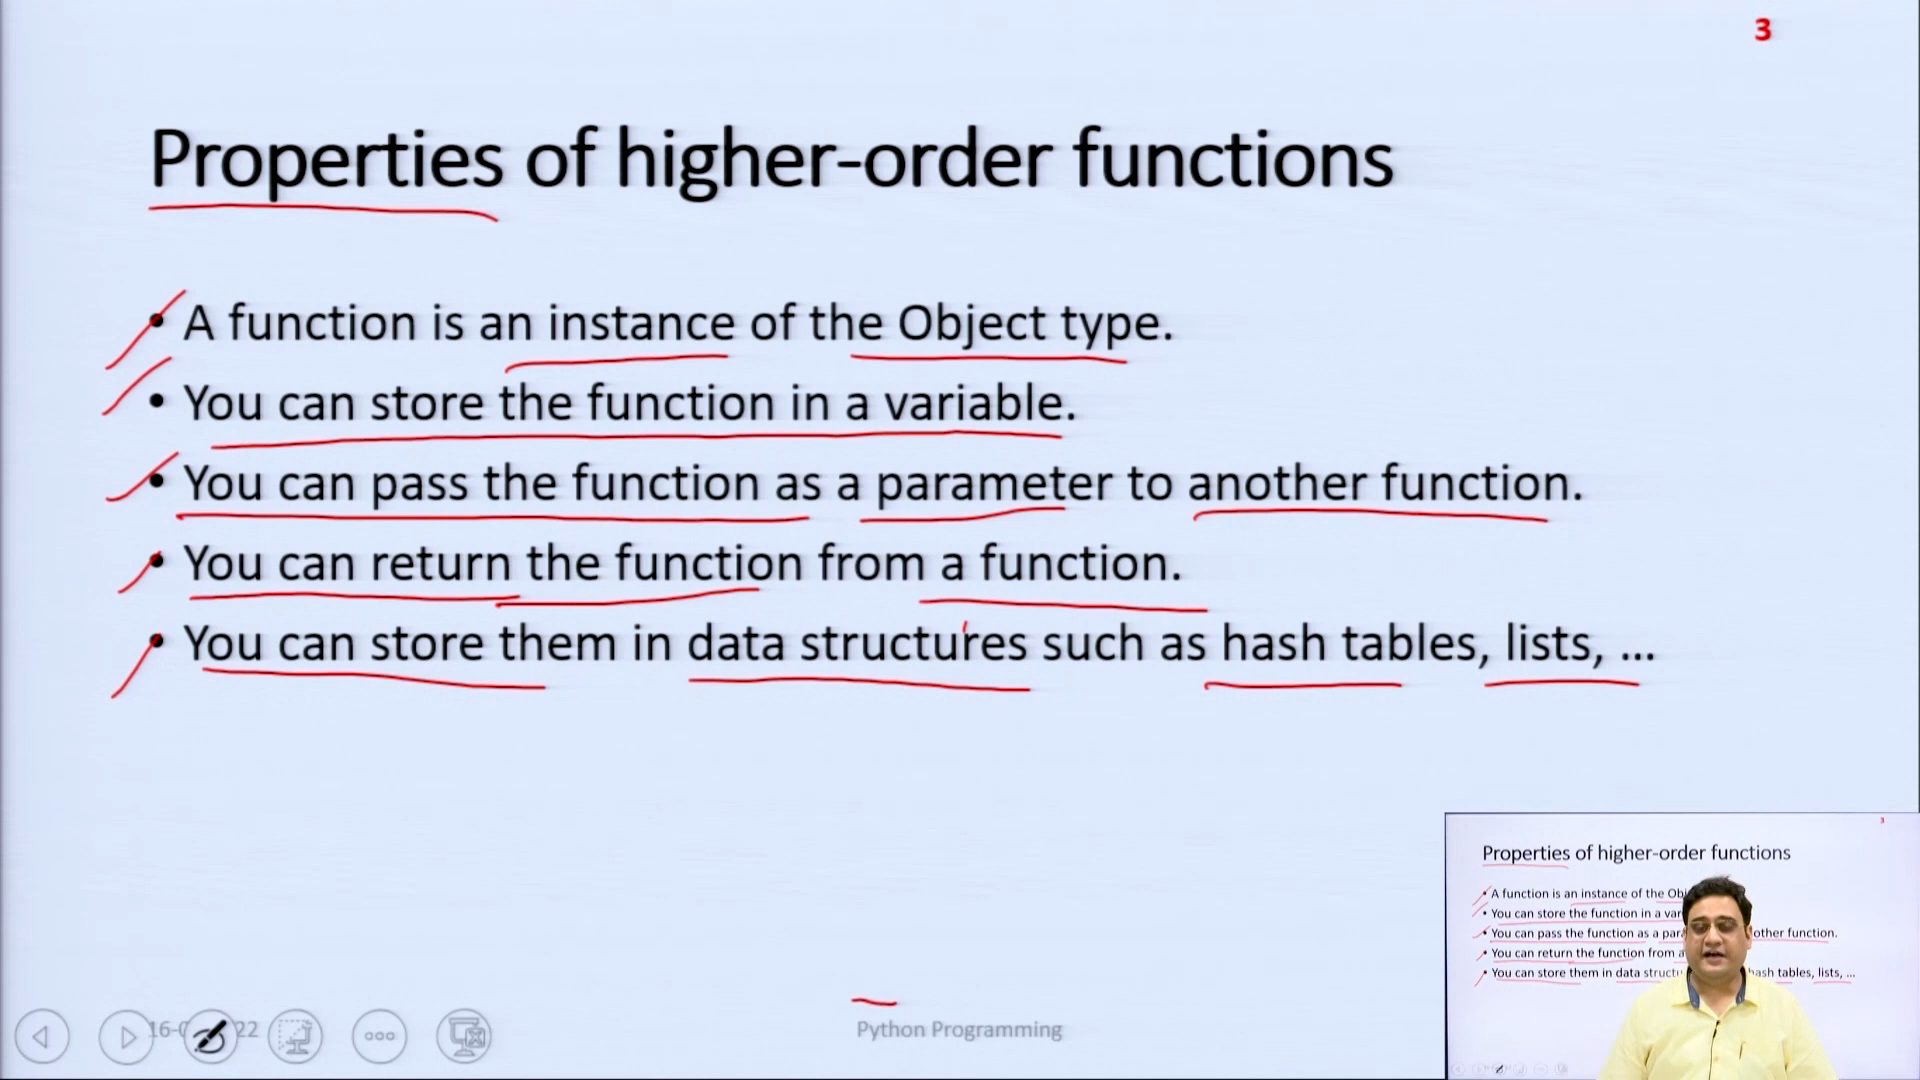 3
Properties of higher-order functions
• A function is an instance of the Object type.
• You can store the function in a variable.
• You can pass the function as a parameter to another function.
• You can return the function from a function.
• You can store them in data structures such as hash tables, lists, ...
Python Programming
3
Properties of higher-order functions
• A function is an instance of the
• You can store the function in a
• You can pass the function as a other function.
• You can return the function from
• You can store them in data hash tables, lists, ...